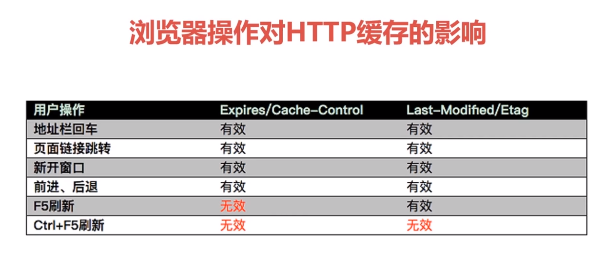 浏览器操作对HTTP缓存的影响
用户操作 Expires/Cache-Control Last-Modified/Etag
地址栏回车 有效 有效
页面链接跳转 有效 有效
新开窗口 有效 有效
前进、后退 有效 有效
F5刷新 无效 有效
Ctrl+F5刷新 无效 无效